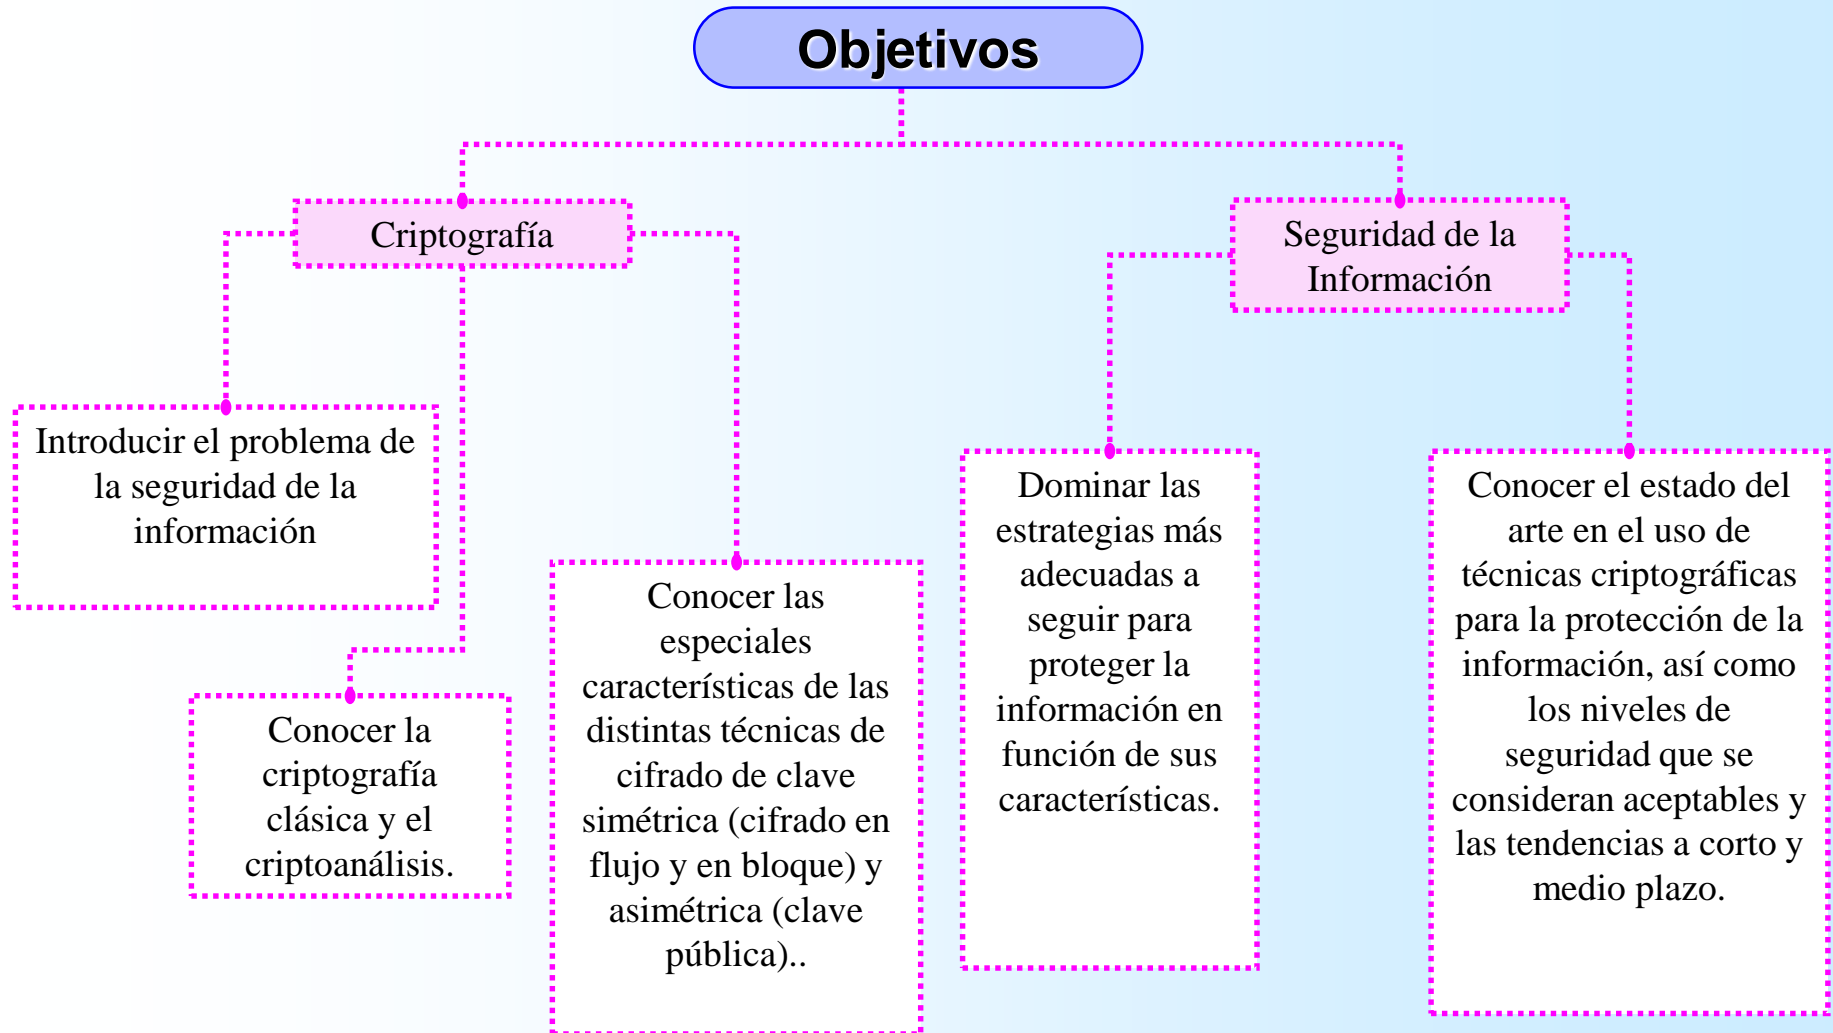 Objetivos
Criptografía
Seguridad de la
Información
Introducir el problema de
la seguridad de la
información
Conocer la
criptografía
clásica y el
criptoanálisis.
Conocer las
especiales
características de las
distintas técnicas de
cifrado de clave
simétrica (cifrado en
flujo y en bloque) y
asimétrica (clave
pública)..
Dominar las
estrategias más
adecuadas a
seguir para
proteger la
información en
función de sus
características.
Conocer el estado del
arte en el uso de
técnicas criptográficas
para la protección de la
información, así como
los niveles de
seguridad que se
consideran aceptables y
las tendencias a corto y
medio plazo.